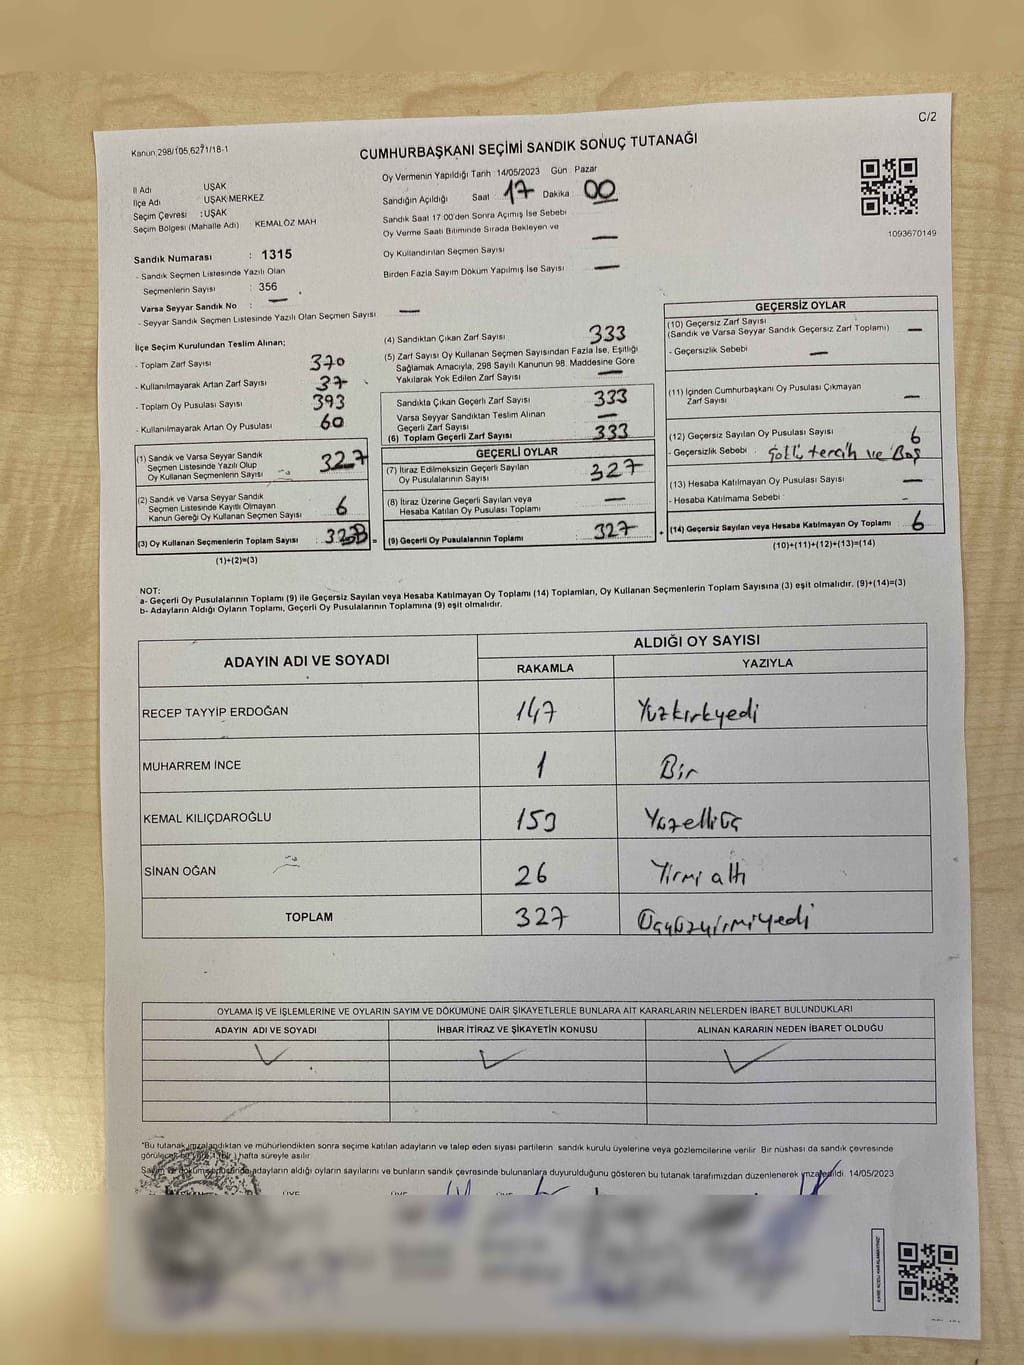 C/2
Kanun,298/105,6271/18-1
CUMHURBAŞKANI SEÇİMİ SANDIK SONUÇ TUTANAĞI
İl Adı UŞAK
İlçe Adı UŞAK MERKEZ
Seçim Çevresi : UŞAK
Seçim Bölgesi (Mahalle Adı) KEMALÖZ MAH
Oy Vermenin Yapıldığı Tarih 14/05/2023 Gün Pazar
Sandığın Açıldığı Saat 17 Dakika 00
Sandık Saat 17 00'den Sonra Açımış İse Sebebi
Oy Verme Saati Bitiminde Sırada Bekleyen ve
Oy Kullandırılan Seçmen Sayısı —
Birden Fazla Sayım Döküm Yapılmış İse Sayısı —
1093670149
Sandık Numarası : 1315
- Sandık Seçmen Listesinde Yazılı Olan
Seçmenlerin Sayısı : 356
Varsa Seyyar Sandık No : —
- Seyyar Sandık Seçmen Listesinde Yazılı Olan Seçmen Sayısı —
İlçe Seçim Kurulundan Teslim Alınan;
- Toplam Zarf Sayısı 370
- Kullanılmayarak Artan Zarf Sayısı 37
- Toplam Oy Pusulası Sayısı 393
- Kullanılmayarak Artan Oy Pusulası 60
(1) Sandık ve Varsa Seyyar Sandık
Seçmen Listesinde Yazılı Olup
Oy Kullanan Seçmenlerin Sayısı 327
(2) Sandık ve Varsa Seyyar Sandık
Seçmen Listesinde Kayıtlı Olmayan
Kanun Gereği Oy Kullanan Seçmen Sayısı 6
(3) Oy Kullanan Seçmenlerin Toplam Sayısı :
(1)+(2)=(3)
(4) Sandıktan Çıkan Zarf Sayısı 333
(5) Zarf Sayısı Oy Kullanan Seçmen Sayısından Fazla İse, Eşitliği
Sağlamak Amacıyla, 298 Sayılı Kanunun 98. Maddesine Göre
Yakılarak Yok Edilen Zarf Sayısı —
Sandıkta Çıkan Geçerli Zarf Sayısı 333
Varsa Seyyar Sandıktan Teslim Alınan
Geçerli Zarf Sayısı —
(6) Toplam Geçerli Zarf Sayısı 333
GEÇERLİ OYLAR
(7) İtiraz Edilmeksizin Geçerli Sayılan
Oy Pusulalarının Sayısı 327
(8) İtiraz Üzerine Geçerli Sayılan veya
Hesaba Katılan Oy Pusulası Toplamı —
= (9) Geçerli Oy Pusulalarının Toplamı 327
GEÇERSİZ OYLAR
(10) Geçersiz Zarf Sayısı
(Sandık ve Varsa Seyyar Sandık Geçersiz Zarf Toplamı) —
- Geçersizlik Sebebi —
(11) İçinden Cumhurbaşkanı Oy Pusulası Çıkmayan
Zarf Sayısı —
(12) Geçersiz Sayılan Oy Pusulası Sayısı 6
- Geçersizlik Sebebi : tercih ve Boş
(13) Hesaba Katılmayan Oy Pusulası Sayısı —
- Hesaba Katılmama Sebebi : -
+ (14) Geçersiz Sayılan veya Hesaba Katılmayan Oy Toplamı 6
(10)+(11)+(12)+(13)=(14)
NOT:
a- Geçerli Oy Pusulalarının Toplamı (9) ile Geçersiz Sayılan veya Hesaba Katılmayan Oy Toplamı (14) Toplamları, Oy Kullanan Seçmenlerin Toplam Sayısına (3) eşit olmalıdır. (9)+(14)=(3)
b- Adayların Aldığı Oyların Toplamı, Geçerli Oy Pusulalarının Toplamına (9) eşit olmalıdır.
ADAYIN ADI VE SOYADI ALDIĞI OY SAYISI
RAKAMLA YAZIYLA
RECEP TAYYİP ERDOĞAN 147 Yüzkırkyedi
MUHARREM İNCE 1 Bir
KEMAL KILIÇDAROĞLU 153 Yüzelliüç
SİNAN OĞAN 26 Yirmi altı
TOPLAM 327 Üçyüzyirmiyedi
OYLAMA İŞ VE İŞLEMLERİNE VE OYLARIN SAYIM VE DÖKÜMÜNE DAİR ŞİKAYETLERLE BUNLARA AİT KARARLARIN NELERDEN İBARET BULUNDUKLARI
ADAYIN ADI VE SOYADI İHBAR İTİRAZ VE ŞİKAYETİN KONUSU ALINAN KARARIN NEDEN İBARET OLDUĞU
"Bu tutanak imzalandıktan ve mühürlendikten sonra seçime katılan adayların ve talep eden siyasi partilerin sandık kurulu üyelerine veya gözlemcilerine verilir. Bir nüshası da sandık çevresinde
hafta süreyle asılır.
adayların aldığı oyların sayılarını ve bunların sandık çevresinde bulunanlara duyurulduğunu gösteren bu tutanak tarafımızdan düzenlenerek imzalandı. 14/05/2023